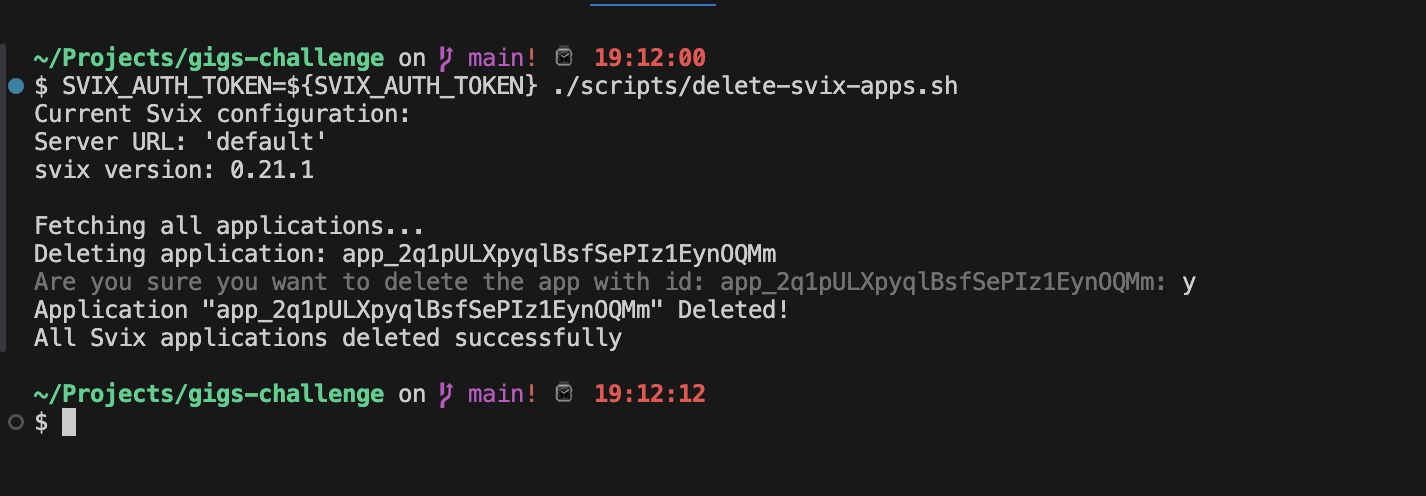 ~/Projects/gigs-challenge on main! 19:12:00
$ SVIX_AUTH_TOKEN=${SVIX_AUTH_TOKEN} ./scripts/delete-svix-apps.sh
Current Svix configuration:
Server URL: 'default'
svix version: 0.21.1
Fetching all applications...
Deleting application: app_2q1pULXpyqlBsfSePIz1EynOQMm
Are you sure you want to delete the app with id: app_2q1pULXpyqlBsfSePIz1EynOQMm: y
Application "app_2q1pULXpyqlBsfSePIz1EynOQMm" Deleted!
All Svix applications deleted successfully
~/Projects/gigs-challenge on main! 19:12:12
$